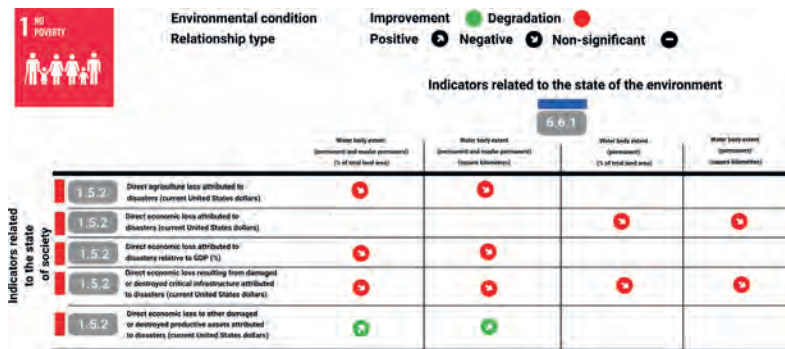 1 NO
POVERTY
Environmental condition Improvement Degradation
Relationship type Positive Negative Non-significant
Indicators related to the state of the environment
6.6.1
Water body extent Water body extent Water body extent Water body extent
(permanent and maybe permanent) (permanent and maybe permanent) (permanent) (permanent)
(% of total land area) (square kilometres) (% of total land area) (square kilometres)
Indicators related
to the state
of society
1.5.2 Direct agriculture loss attributed to
disasters (current United States dollars)
1.5.2 Direct economic loss attributed to
disasters (current United States dollars)
1.5.2 Direct economic loss attributed to
disasters relative to GDP (%)
1.5.2 Direct economic loss resulting from damaged
or destroyed critical infrastructure attributed
to disasters (current United States dollars)
1.5.2 Direct economic loss to other damaged
or destroyed productive assets attributed
to disasters (current United States dollars)